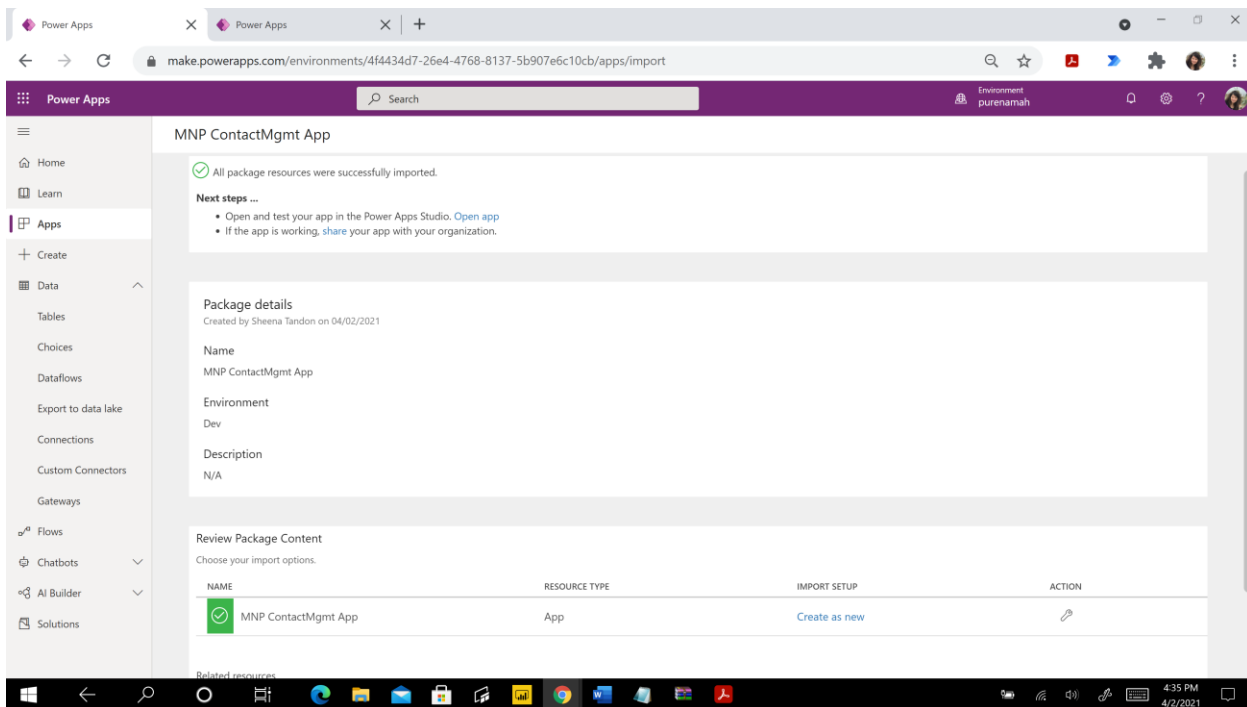 Power Apps
Power Apps
make.powerapps.com/environments/4f4434d7-26e4-4768-8137-5b907e6c10cb/apps/import
Power Apps
Search
Environment
purenamah
MNP ContactMgmt App
Home
Learn
Apps
Create
Data
Tables
Choices
Dataflows
Export to data lake
Connections
Custom Connectors
Gateways
Flows
Chatbots
AI Builder
Solutions
All package resources were successfully imported.
Next steps ...
• Open and test your app in the Power Apps Studio. Open app
• If the app is working, share your app with your organization.
Package details
Created by Sheena Tandon on 04/02/2021
Name
MNP ContactMgmt App
Environment
Dev
Description
N/A
Review Package Content
Choose your import options.
NAME RESOURCE TYPE IMPORT SETUP ACTION
MNP ContactMgmt App App Create as new
Related resources
4:35 PM
4/2/2021